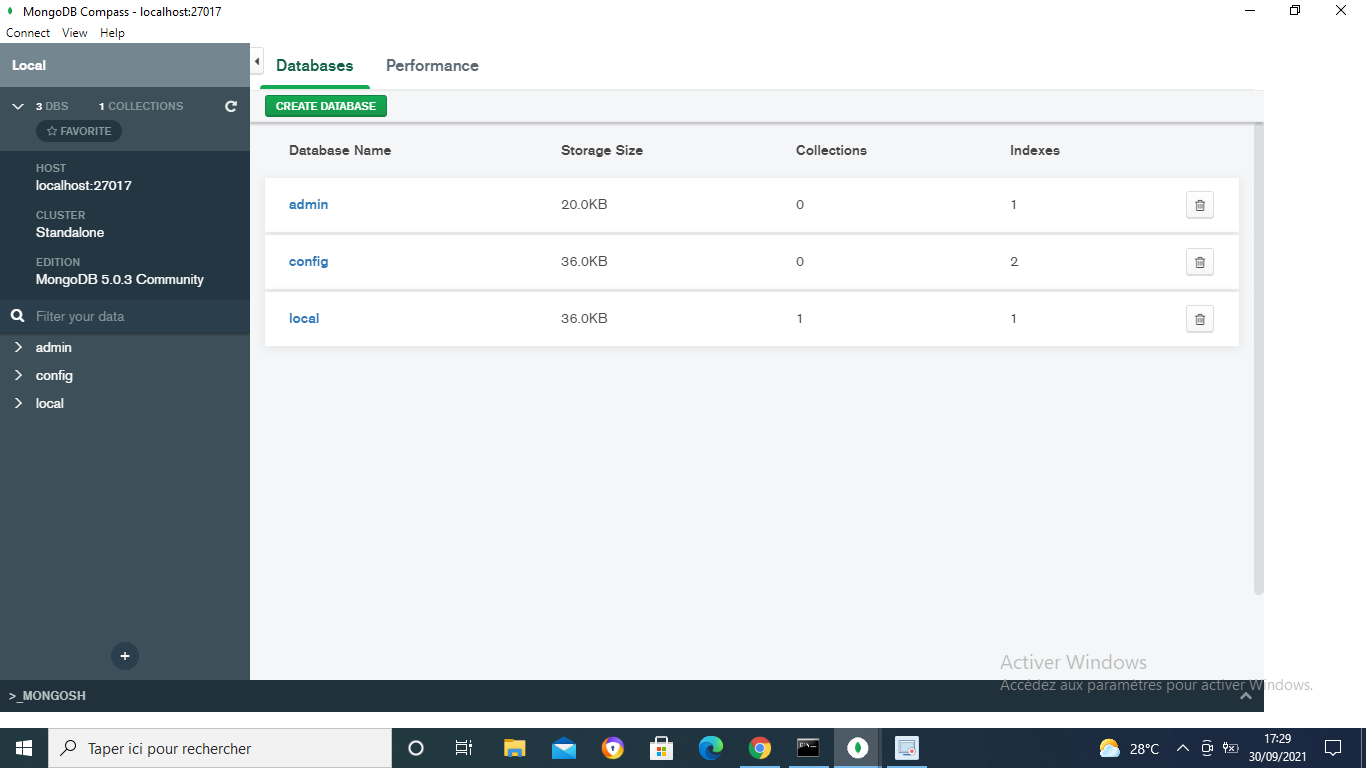 MongoDB Compass - localhost:27017
Connect View Help
Local
Databases Performance
3 DBS 1 COLLECTIONS
FAVORITE
CREATE DATABASE
HOST
localhost:27017
CLUSTER
Standalone
EDITION
MongoDB 5.0.3 Community
Filter your data
admin
config
local
Database Name Storage Size Collections Indexes
admin 20.0KB 0 1
config 36.0KB 0 2
local 36.0KB 1 1
Activer Windows
Accédez aux paramètres pour activer Windows.
>_MONGOSH
Taper ici pour rechercher
28°C
17:29
30/09/2021